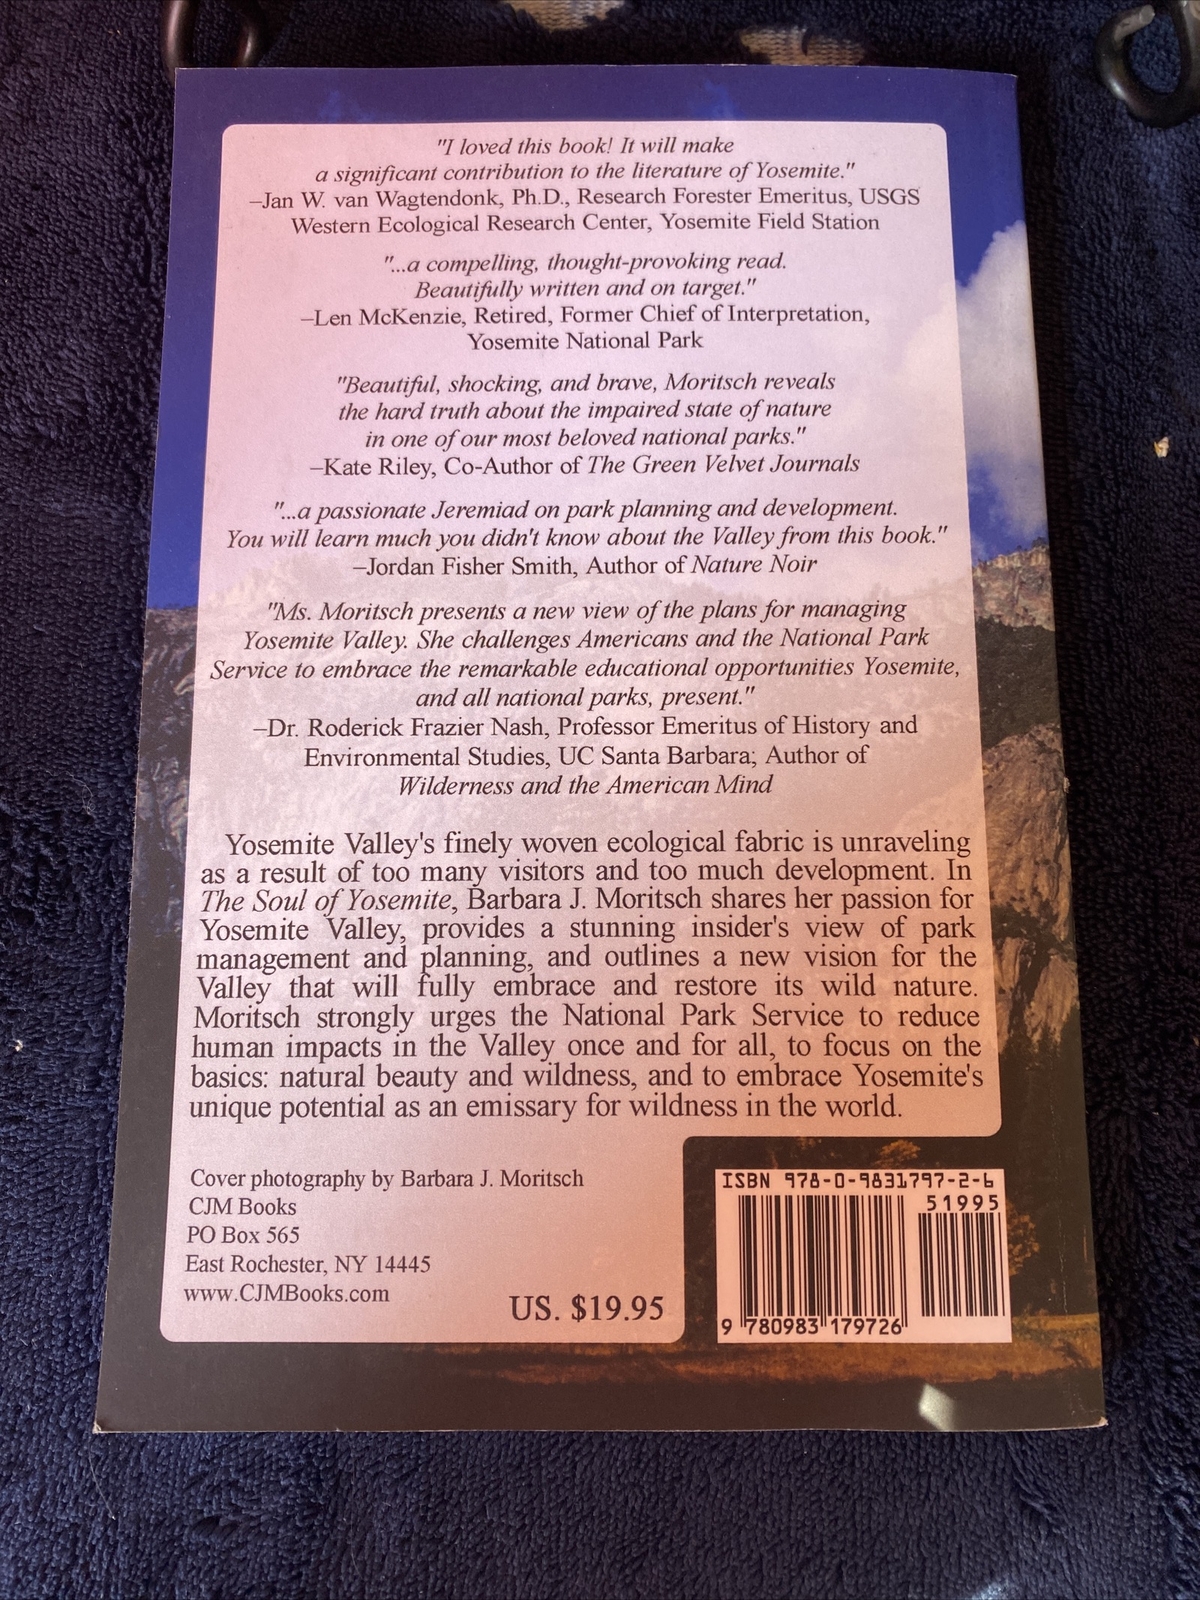 "I loved this book! It will make
a significant contribution to the literature of Yosemite."
–Jan W. van Wagtendonk, Ph.D., Research Forester Emeritus, USGS
Western Ecological Research Center, Yosemite Field Station
"...a compelling, thought-provoking read.
Beautifully written and on target."
–Len McKenzie, Retired, Former Chief of Interpretation,
Yosemite National Park
"Beautiful, shocking, and brave, Moritsch reveals
the hard truth about the impaired state of nature
in one of our most beloved national parks."
–Kate Riley, Co-Author of The Green Velvet Journals
"...a passionate Jeremiad on park planning and development.
You will learn much you didn't know about the Valley from this book."
–Jordan Fisher Smith, Author of Nature Noir
"Ms. Moritsch presents a new view of the plans for managing
Yosemite Valley. She challenges Americans and the National Park
Service to embrace the remarkable educational opportunities Yosemite,
and all national parks, present."
–Dr. Roderick Frazier Nash, Professor Emeritus of History and
Environmental Studies, UC Santa Barbara; Author of
Wilderness and the American Mind
Yosemite Valley's finely woven ecological fabric is unraveling
as a result of too many visitors and too much development. In
The Soul of Yosemite, Barbara J. Moritsch shares her passion for
Yosemite Valley, provides a stunning insider's view of park
management and planning, and outlines a new vision for the
Valley that will fully embrace and restore its wild nature.
Moritsch strongly urges the National Park Service to reduce
human impacts in the Valley once and for all, to focus on the
basics: natural beauty and wildness, and to embrace Yosemite's
unique potential as an emissary for wildness in the world.
Cover photography by Barbara J. Moritsch
CJM Books
PO Box 565
East Rochester, NY 14445
www.CJMBooks.com
US. $19.95
ISBN 978-0-9831797-2-6
51995
9 780983 179726